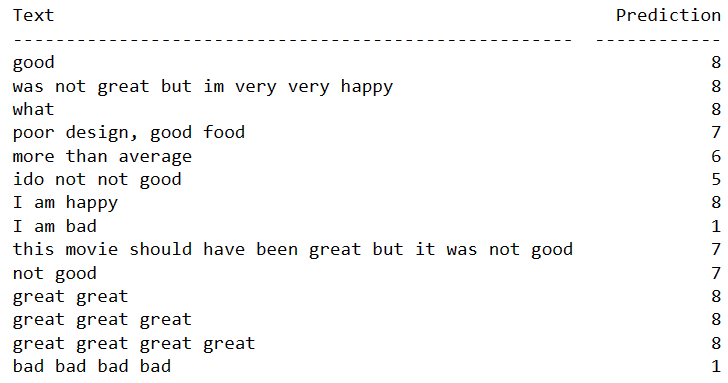 Text Prediction
---------------------------------------------------- ------------
good 8
was not great but im very very happy 8
what 8
poor design, good food 7
more than average 6
ido not not good 5
I am happy 8
I am bad 1
this movie should have been great but it was not good 7
not good 7
great great 8
great great great 8
great great great great 8
bad bad bad bad 1